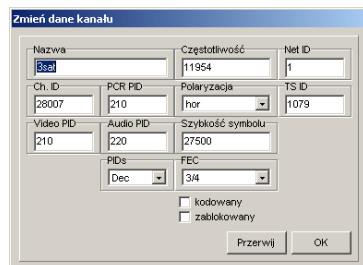 Zmień dane kanału
Nazwa Częstotliwość Net ID
3sat 11954 1
Ch. ID PCR PID Polaryzacja TS ID
28007 210 hor 1079
Video PID Audio PID Szybkość symbolu
210 220 27500
PIDs FEC
Dec 3/4
kodowany
zablokowany
Przerwij OK